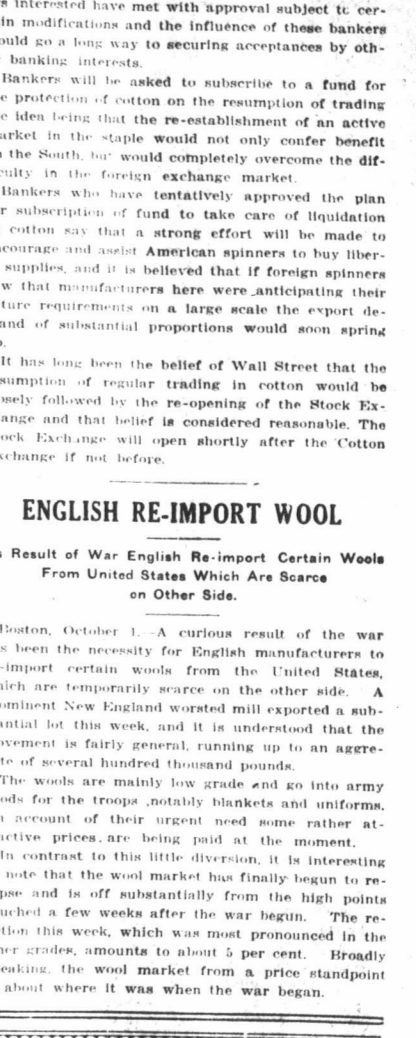 s interested have met with approval subject to cer-
in modifications and the influence of these bankers
ould go a long way to securing acceptances by oth-
banking interests.
Bankers will be asked to subscribe to a fund for
e protection of cotton on the resumption of trading
e idea being that the re-establishment of an active
arket in the staple would not only confer benefit
the South, but would completely overcome the dif-
culty in the foreign exchange market.
Bankers who have tentatively approved the plan
r subscription of fund to take care of liquidation
cotton say that a strong effort will be made to
courage and assist American spinners to buy liber-
supplies, and it is believed that if foreign spinners
w that manufacturers here were anticipating their
ture requirements on a large scale the export de-
and of substantial proportions would soon spring
.
It has long been the belief of Wall Street that the
sumption of regular trading in cotton would be
osely followed by the re-opening of the Stock Ex-
ange and that belief is considered reasonable. The
ock Exchange will open shortly after the Cotton
xchange if not before.
ENGLISH RE-IMPORT WOOL
s Result of War English Re-import Certain Wools
From United States Which Are Scarce
on Other Side.
Boston, October 1.—A curious result of the war
s been the necessity for English manufacturers to
-import certain wools from the United States,
hich are temporarily scarce on the other side. A
ominent New England worsted mill exported a sub-
antial lot this week, and it is understood that the
ovement is fairly general, running up to an aggre-
te of several hundred thousand pounds.
The wools are mainly low grade and go into army
ods for the troops ,notably blankets and uniforms.
n account of their urgent need some rather at-
active prices. are being paid at the moment.
In contrast to this little diversion, it is interesting
note that the wool market has finally begun to re-
pse and is off substantially from the high points
uched a few weeks after the war begun. The re-
tion this week, which was most pronounced in the
ner grades, amounts to about 5 per cent. Broadly
eaking, the wool market from a price standpoint
about where it was when the war began.